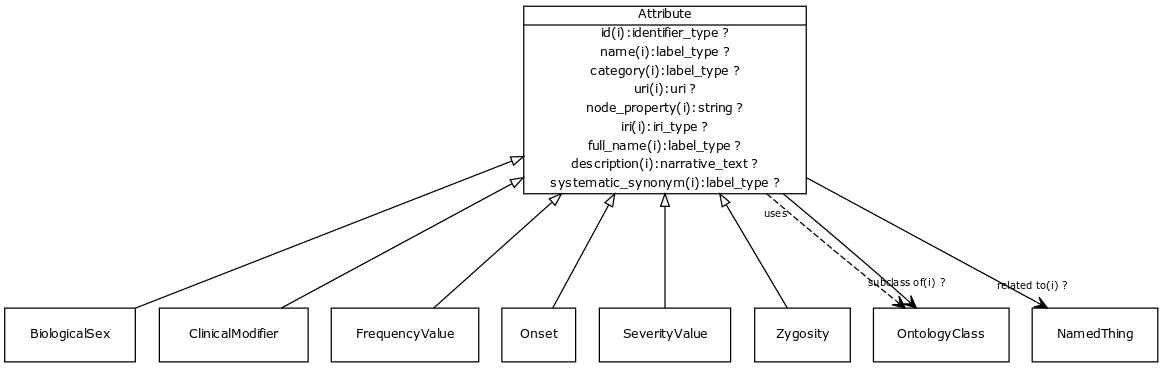 Attribute
id(i):identifier_type ?
name(i):label_type ?
category(i):label_type ?
uri(i):uri ?
node_property(i):string ?
iri(i):iri_type ?
full_name(i):label_type ?
description(i):narrative_text ?
systematic_synonym(i):label_type ?
uses
subclass of(i) ?
related to(i) ?
BiologicalSex
ClinicalModifier
FrequencyValue
Onset
SeverityValue
Zygosity
OntologyClass
NamedThing